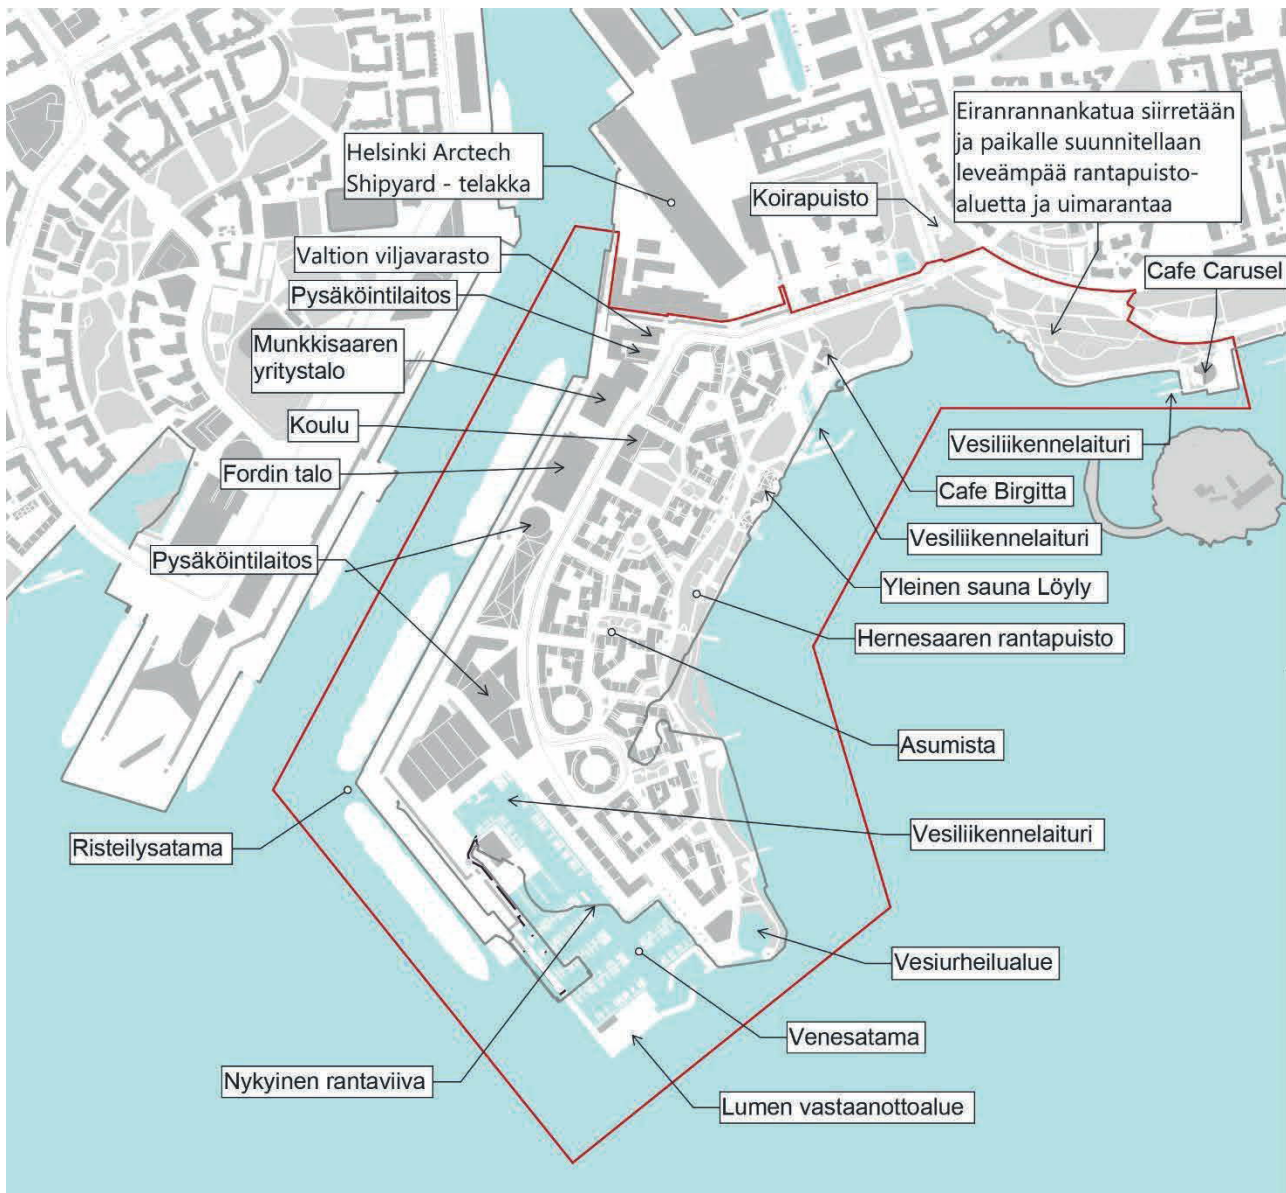 Eiranrannankatua siirretään
ja paikalle suunnitellaan
leveämpää rantapuisto-
aluetta ja uimarantaa
Helsinki Arctech
Shipyard - telakka
Koirapuisto
Valtion viljavarasto
Cafe Carusel
Pysäköintilaitos
Munkkisaaren
yritystalo
Koulu
Vesiliikennelaituri
Fordin talo
Cafe Birgitta
Vesiliikennelaituri
Pysäköintilaitos
Yleinen sauna Löyly
Hernesaaren rantapuisto
Asumista
Vesiliikennelaituri
Risteilysatama
Vesiurheilualue
Venesatama
Nykyinen rantaviiva
Lumen vastaanottoalue